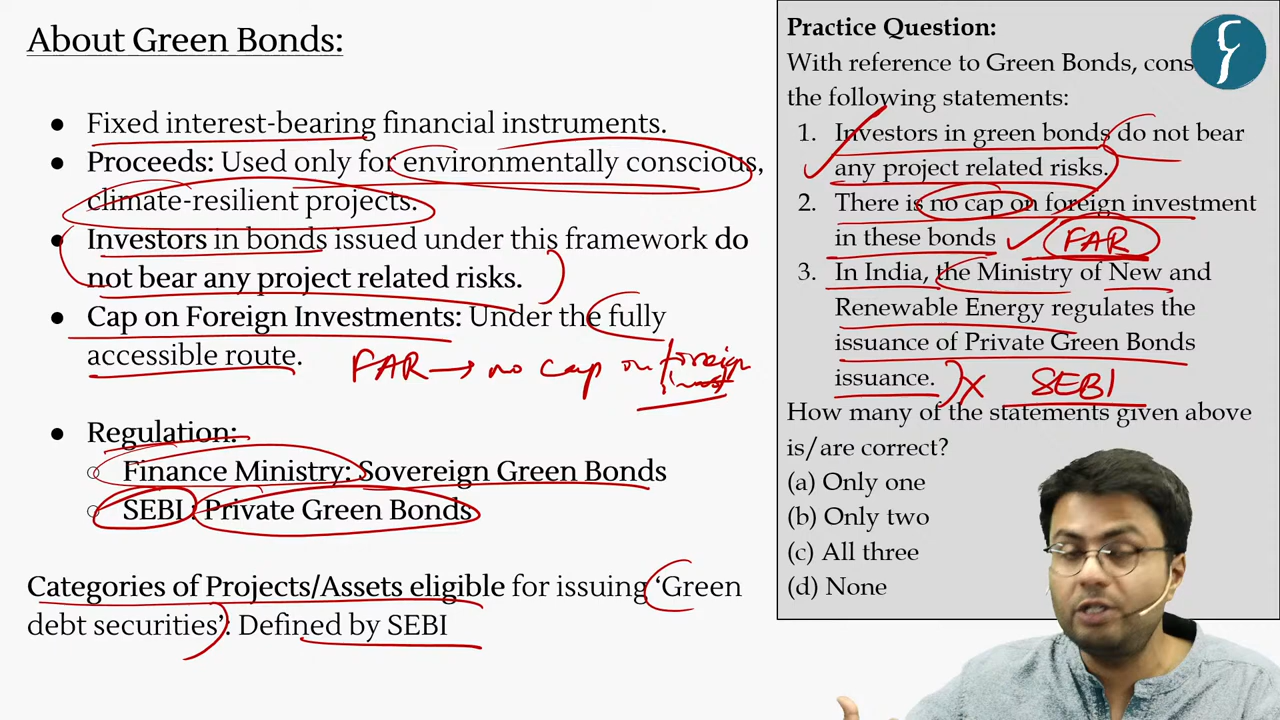 About Green Bonds:
● Fixed interest-bearing financial instruments.
● Proceeds: Used only for environmentally conscious,
climate-resilient projects.
● Investors in bonds issued under this framework do
not bear any project related risks.
● Cap on Foreign Investments: Under the fully
accessible route.
FAR → no cap on foreign
● Regulation:
○ Finance Ministry: Sovereign Green Bonds
○ SEBI: Private Green Bonds
Categories of Projects/Assets eligible for issuing ‘Green
debt securities’: Defined by SEBI
Practice Question:
With reference to Green Bonds,
the following statements:
1. Investors in green bonds do not bear
any project related risks.
2. There is no cap on foreign investment
in these bonds FAR
3. In India, the Ministry of New and
Renewable Energy regulates the
issuance of Private Green Bonds
issuance. X SEBI
How many of the statements given above
is/are correct?
(a) Only one
(b) Only two
(c) All three
(d) None